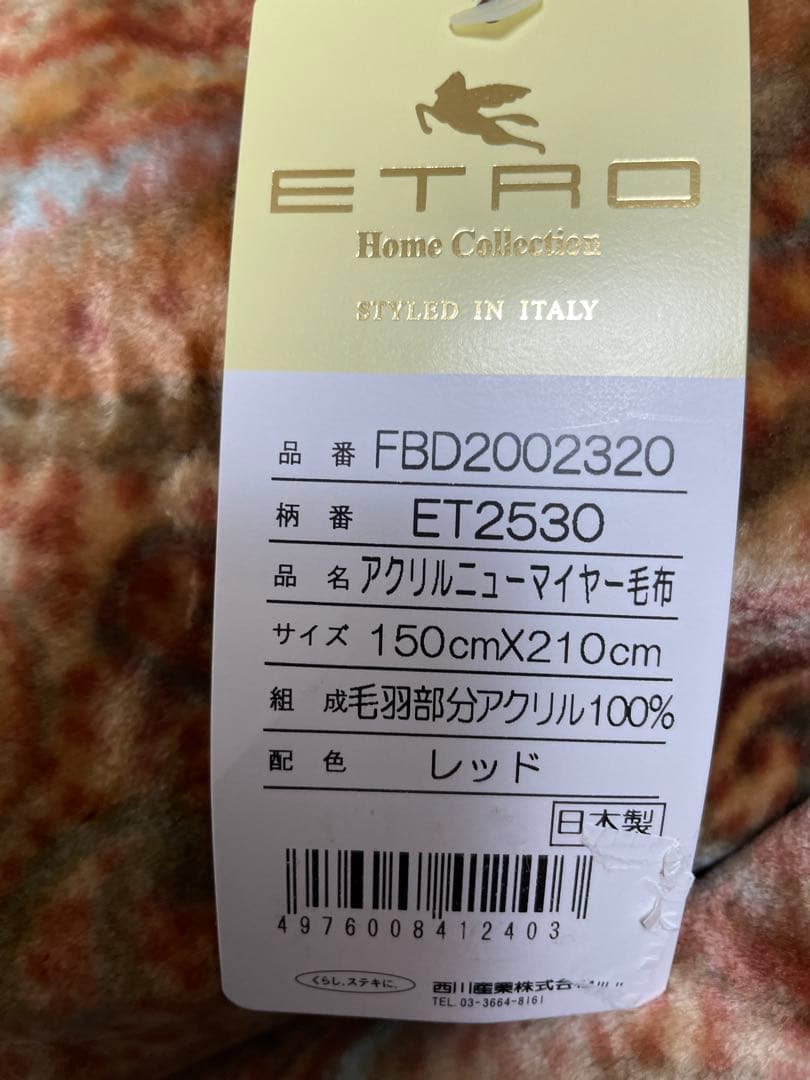 ETRO
Home Collection
STYLED IN ITALY
品番 FBD2002320
柄番 ET2530
品名 アクリルニューマイヤー毛布
サイズ 150cmX210cm
組成 毛羽部分アクリル100%
配色 レッド
日本製
4976008412403
くらし、ステキに。 西川産業株式会
TEL.03-3664-8161